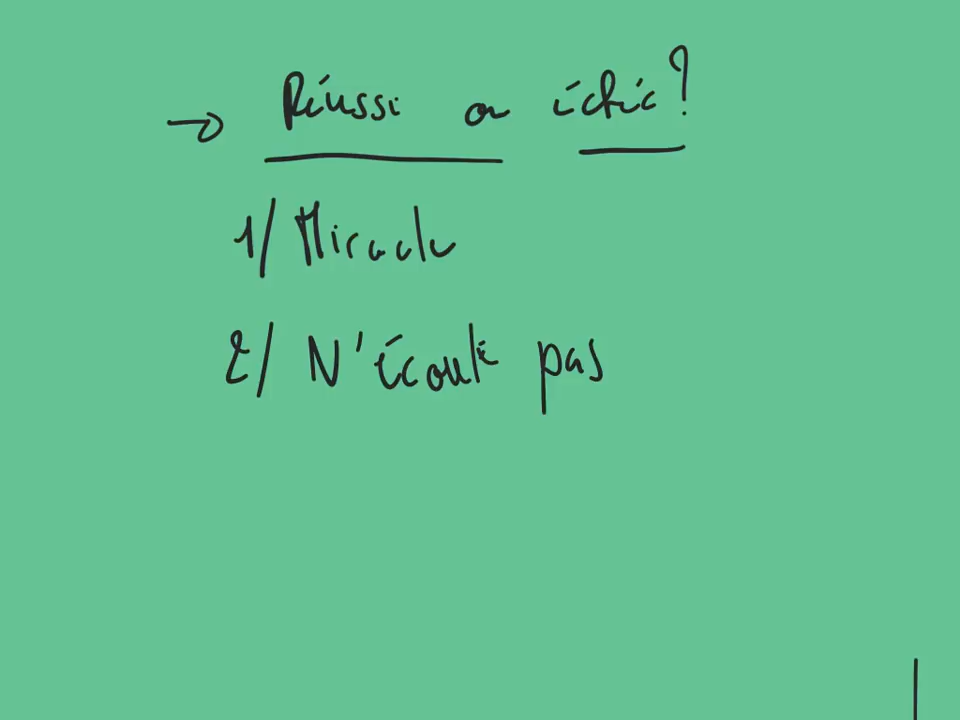 → Réussi ou échec?
1/ Miracle
2/ N'écoute pas